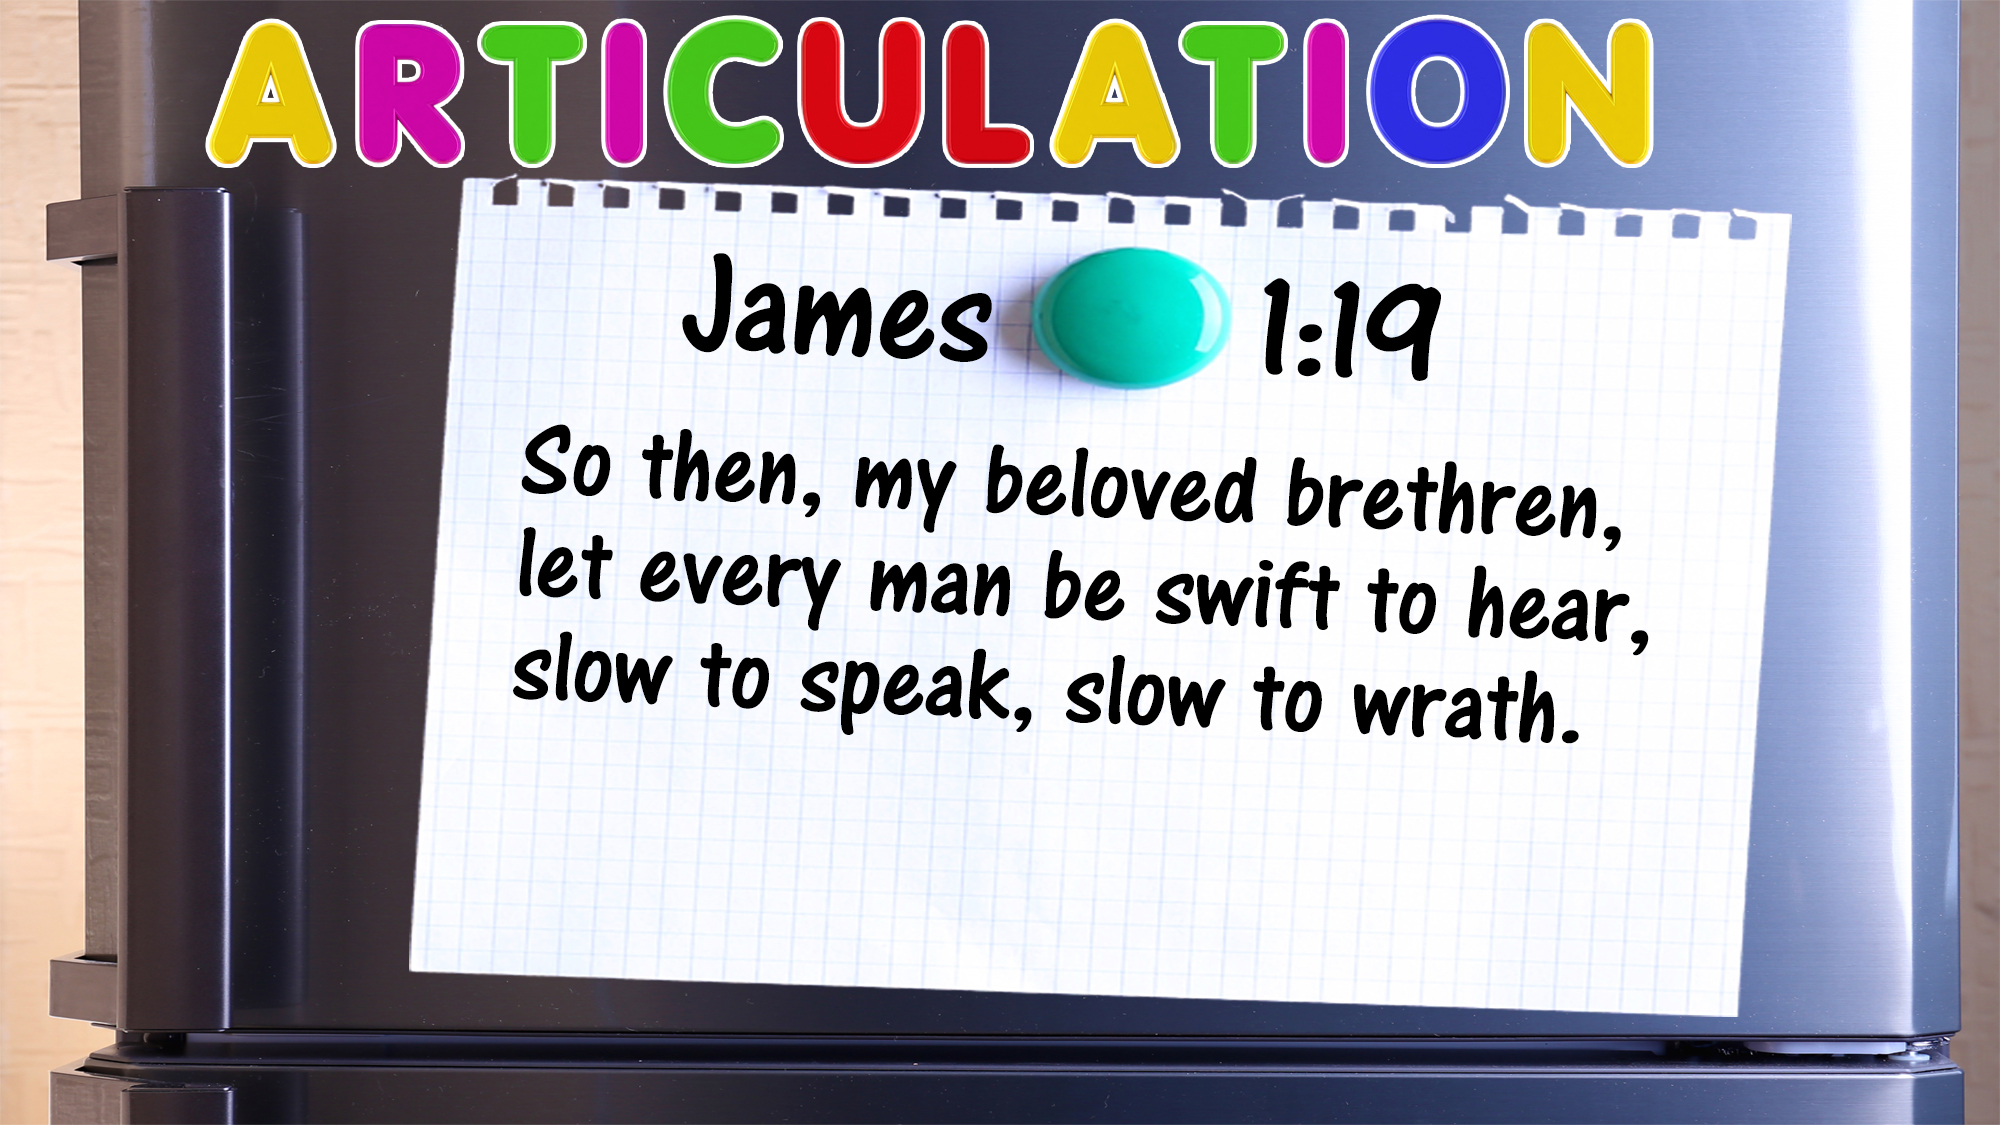 ARTICULATION
James 1:19
So then, my beloved brethren,
let every man be swift to hear,
slow to speak, slow to wrath.